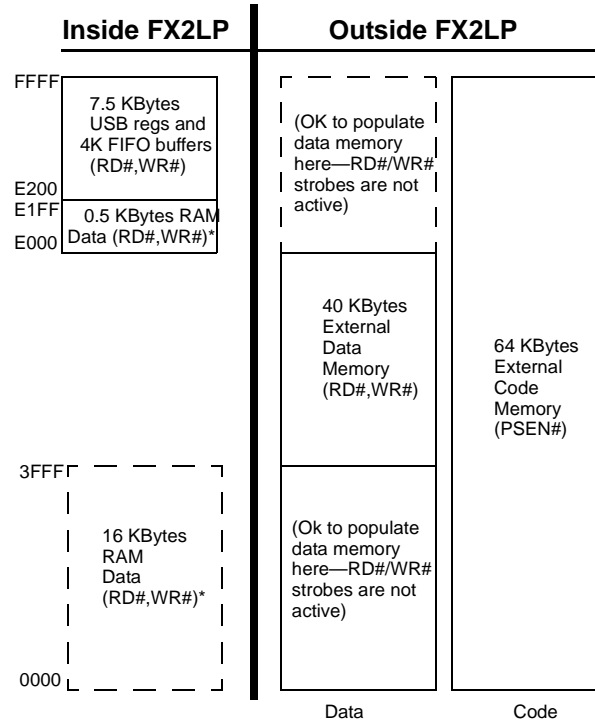 Inside FX2LP
Outside FX2LP
FFFF
7.5 KBytes
USB regs and
4K FIFO buffers
(RD#,WR#)
E200
E1FF
0.5 KBytes RAM
Data (RD#,WR#)*
E000
(OK to populate
data memory
here—RD#/WR#
strobes are not
active)
40 KBytes
External
Data
Memory
(RD#,WR#)
64 KBytes
External
Code
Memory
(PSEN#)
3FFF
16 KBytes
RAM
Data
(RD#,WR#)*
(Ok to populate
data memory
here—RD#/WR#
strobes are not
active)
0000
Data
Code